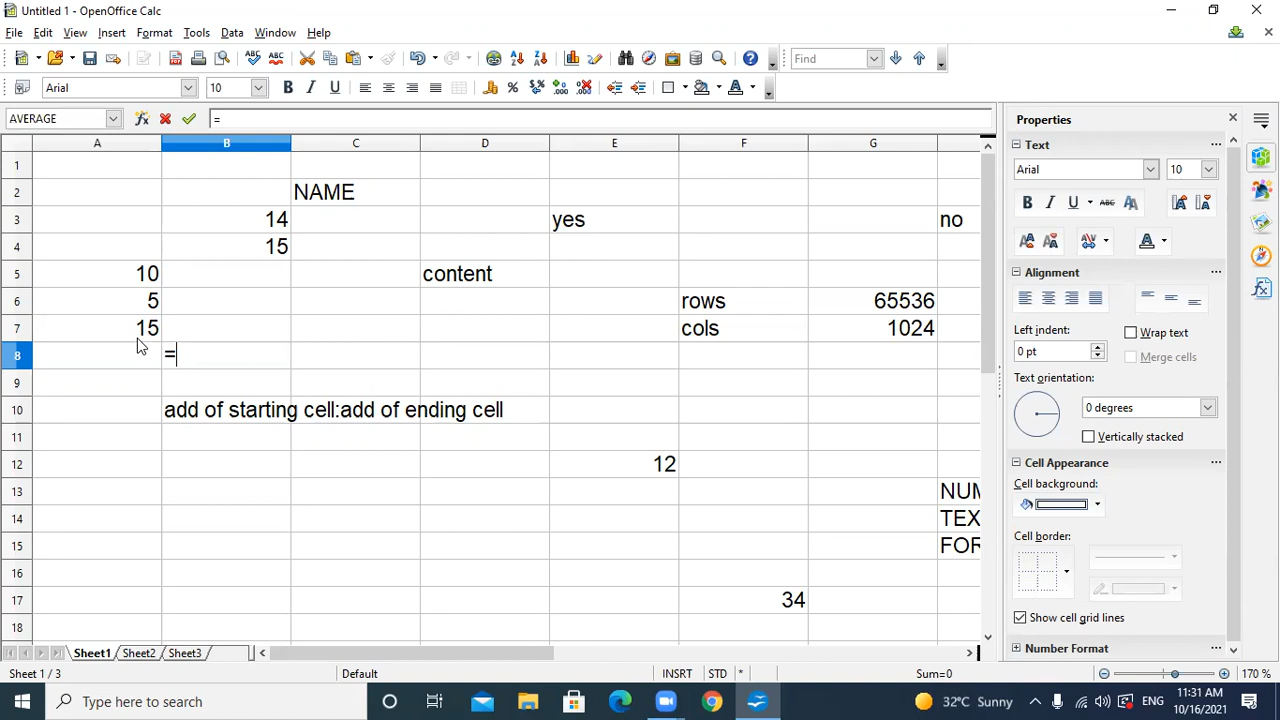 Untitled 1 - OpenOffice Calc
File Edit View Insert Format Tools Data Window Help
Find
Arial 10
AVERAGE =
A B C D E F G
1
2 NAME
3 14 yes no
4 15
5 10 content
6 5 rows 65536
7 15 cols 1024
8 =
9
10 add of starting cell:add of ending cell
11
12 12
13 NUM
14 TEX
15 FOR
16
17 34
18
Sheet1 Sheet2 Sheet3
Sheet 1 / 3 Default INSRT STD * Sum=0 170 %
Properties
Text
Arial 10
Alignment
Left indent: Wrap text
0 pt Merge cells
Text orientation:
0 degrees
Vertically stacked
Cell Appearance
Cell background:
Cell border:
Show cell grid lines
Number Format
Type here to search
32°C Sunny ENG 11:31 AM
10/16/2021